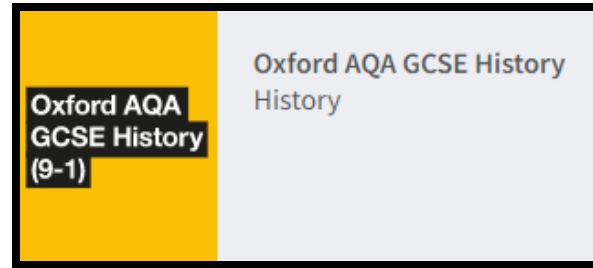 Oxford AQA
GCSE History
(9-1)
Oxford AQA GCSE History
History